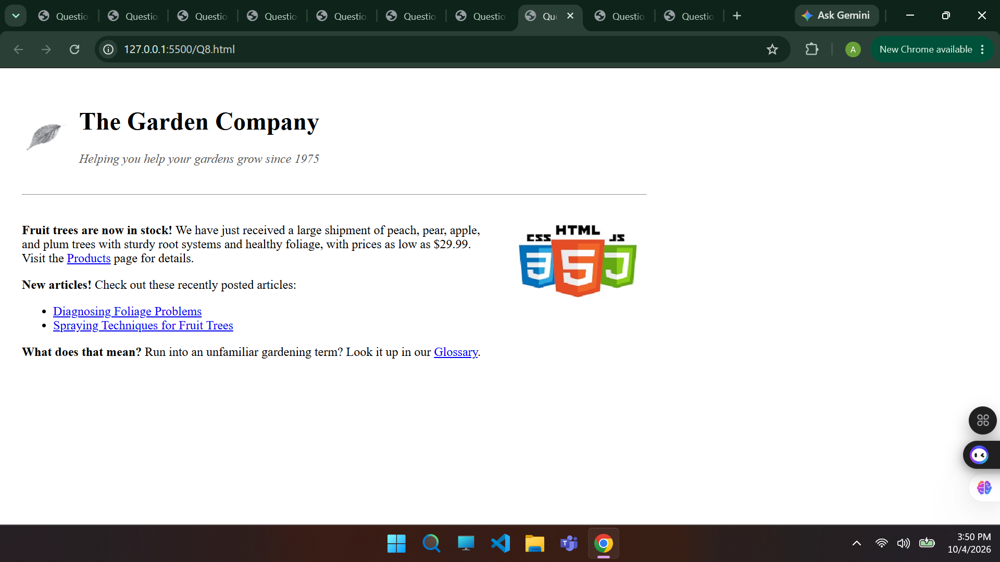 Questio
Questio
Questio
Questio
Questio
Questio
Questio
Que
Questio
Questio
Ask Gemini
127.0.0.1:5500/Q8.html
A
New Chrome available
The Garden Company
Helping you help your gardens grow since 1975
Fruit trees are now in stock! We have just received a large shipment of peach, pear, apple,
and plum trees with sturdy root systems and healthy foliage, with prices as low as $29.99.
Visit the Products page for details.
CSS HTML JS
3 5 J
New articles! Check out these recently posted articles:
• Diagnosing Foliage Problems
• Spraying Techniques for Fruit Trees
What does that mean? Run into an unfamiliar gardening term? Look it up in our Glossary.
T
3:50 PM
10/4/2026